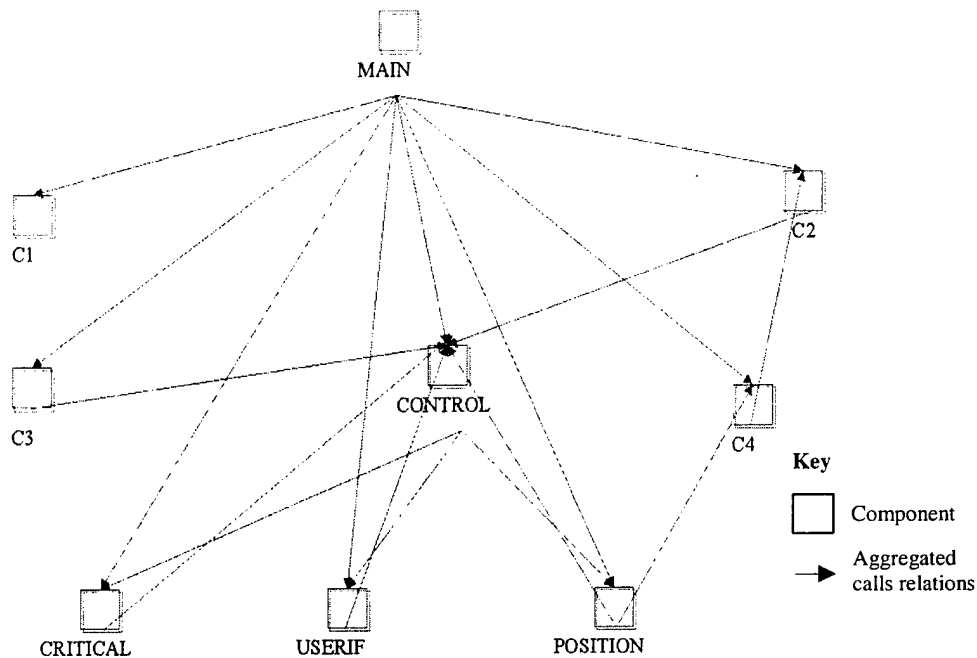 MAIN
C1
C2
C3
CONTROL
C4
Key
Component
Aggregated
calls relations
CRITICAL
USERIF
POSITION